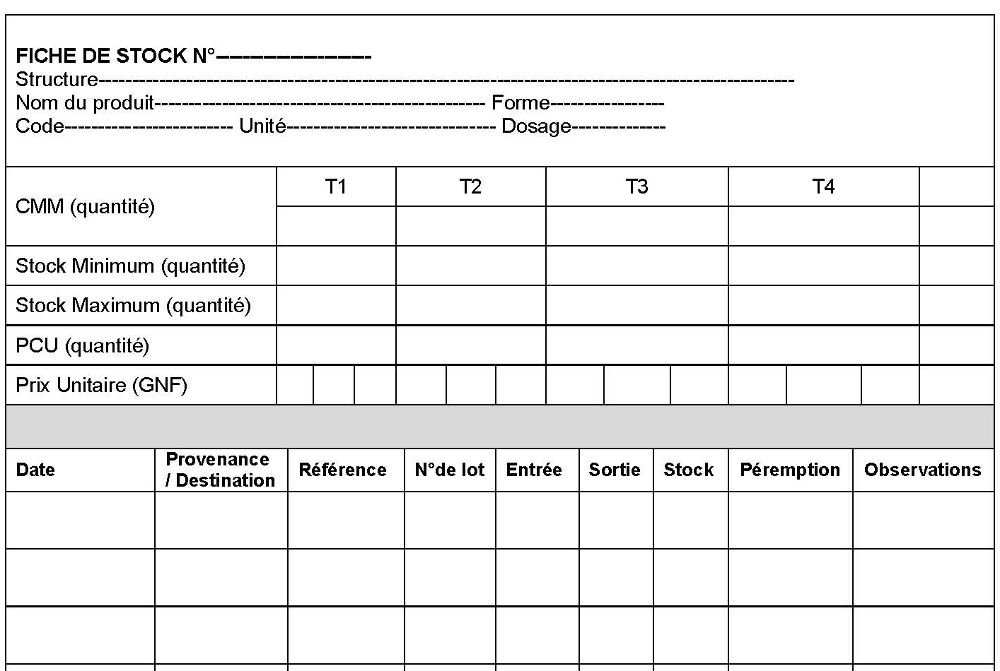 FICHE DE STOCK N°-----------------------
Structure--------------------------------------------------------------------------------------------------------
Nom du produit------------------------------------------------- Forme-----------------
Code------------------------- Unité------------------------------- Dosage--------------
CMM (quantité) T1 T2 T3 T4
Stock Minimum (quantité)
Stock Maximum (quantité)
PCU (quantité)
Prix Unitaire (GNF)
Date Provenance / Destination Référence N°de lot Entrée Sortie Stock Péremption Observations